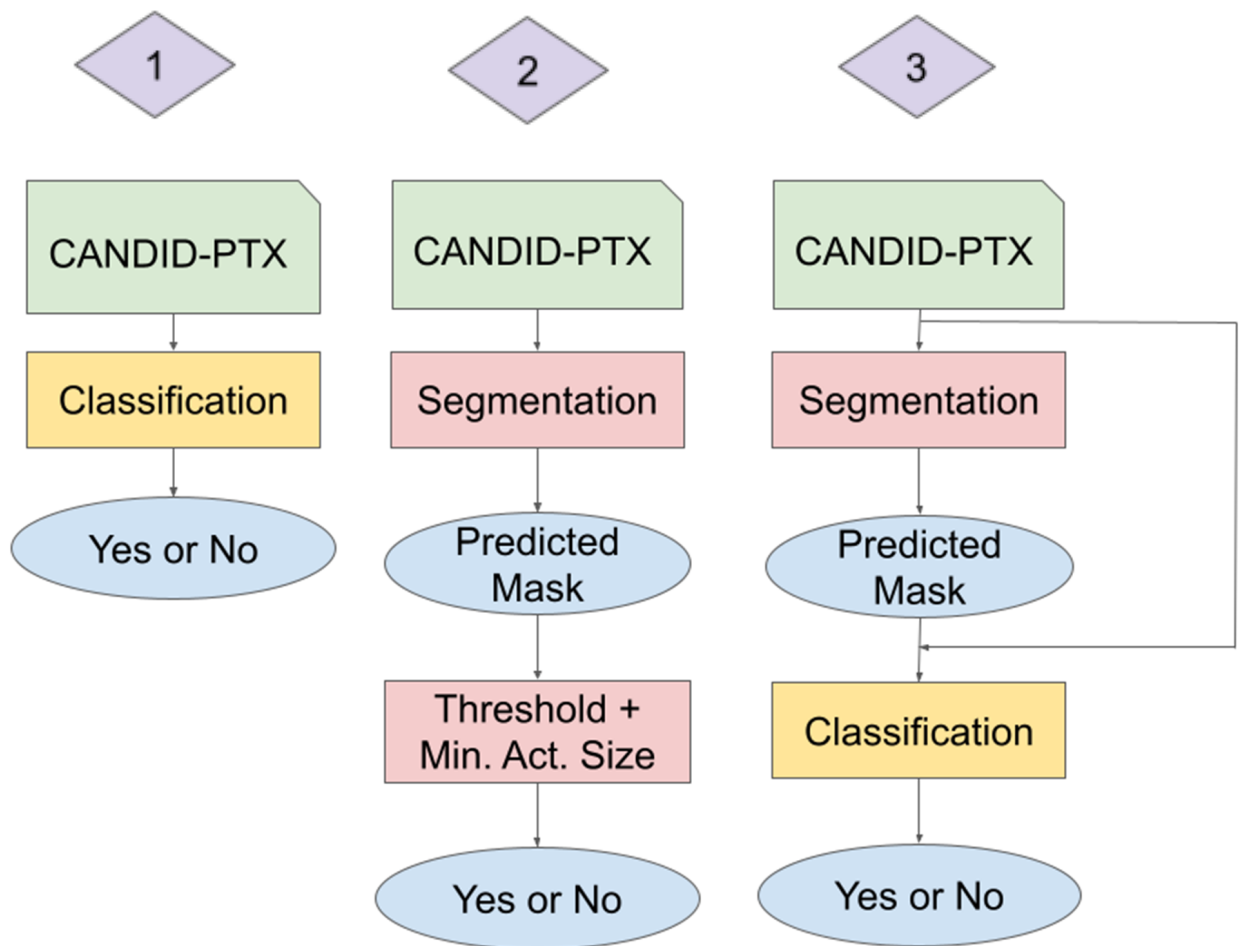 1
CANDID-PTX
Classification
Yes or No
2
CANDID-PTX
Segmentation
Predicted
Mask
Threshold +
Min. Act. Size
Yes or No
3
CANDID-PTX
Segmentation
Predicted
Mask
Classification
Yes or No